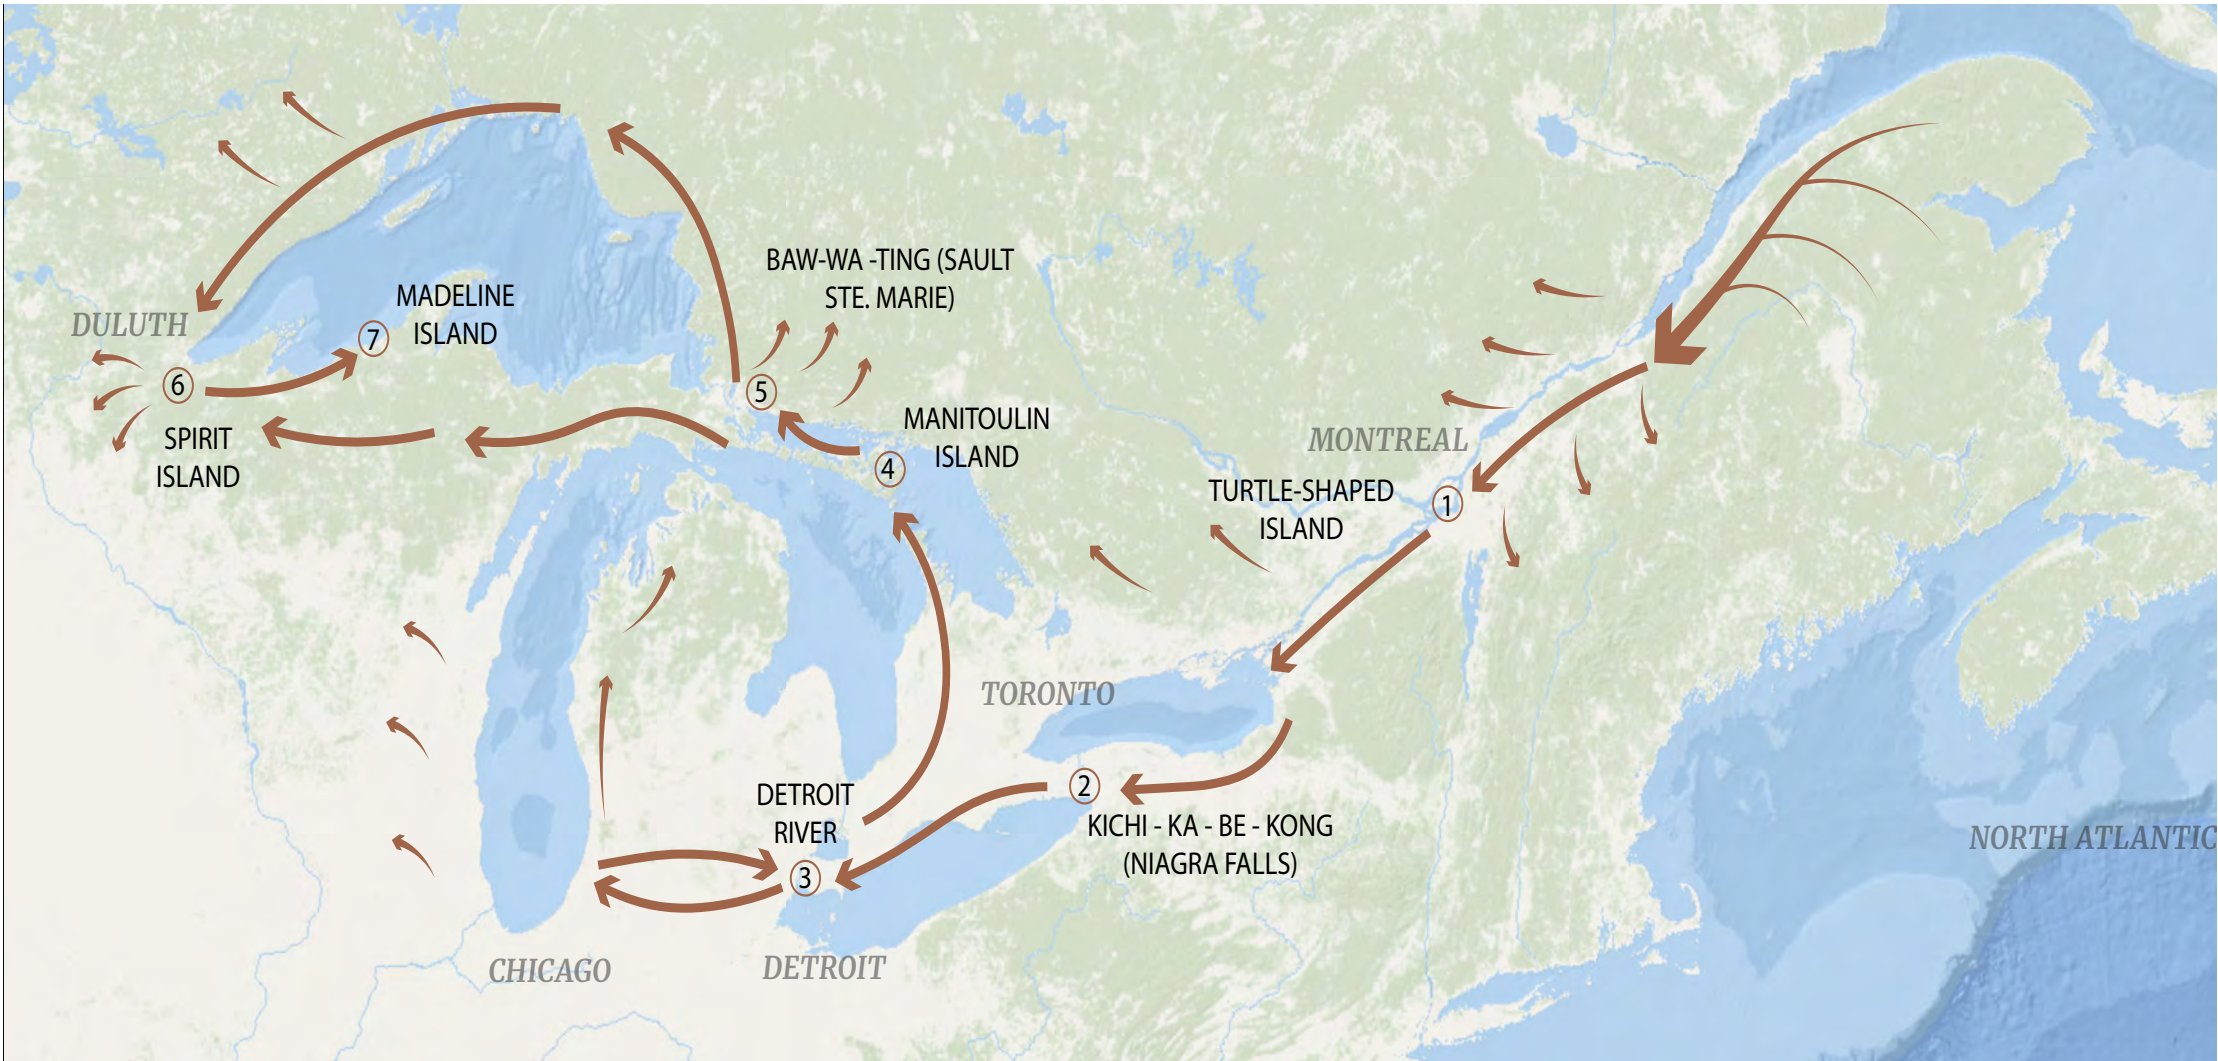 BAW-WA -TING (SAULT
STE. MARIE)
MADELINE
ISLAND
DULUTH
7
6
5
SPIRIT
ISLAND
MANITOULIN
ISLAND
4
MONTREAL
TURTLE-SHAPED
ISLAND
1
TORONTO
DETROIT
RIVER
2
KICHI - KA - BE - KONG
(NIAGRA FALLS)
3
NORTH ATLANTIC
CHICAGO
DETROIT